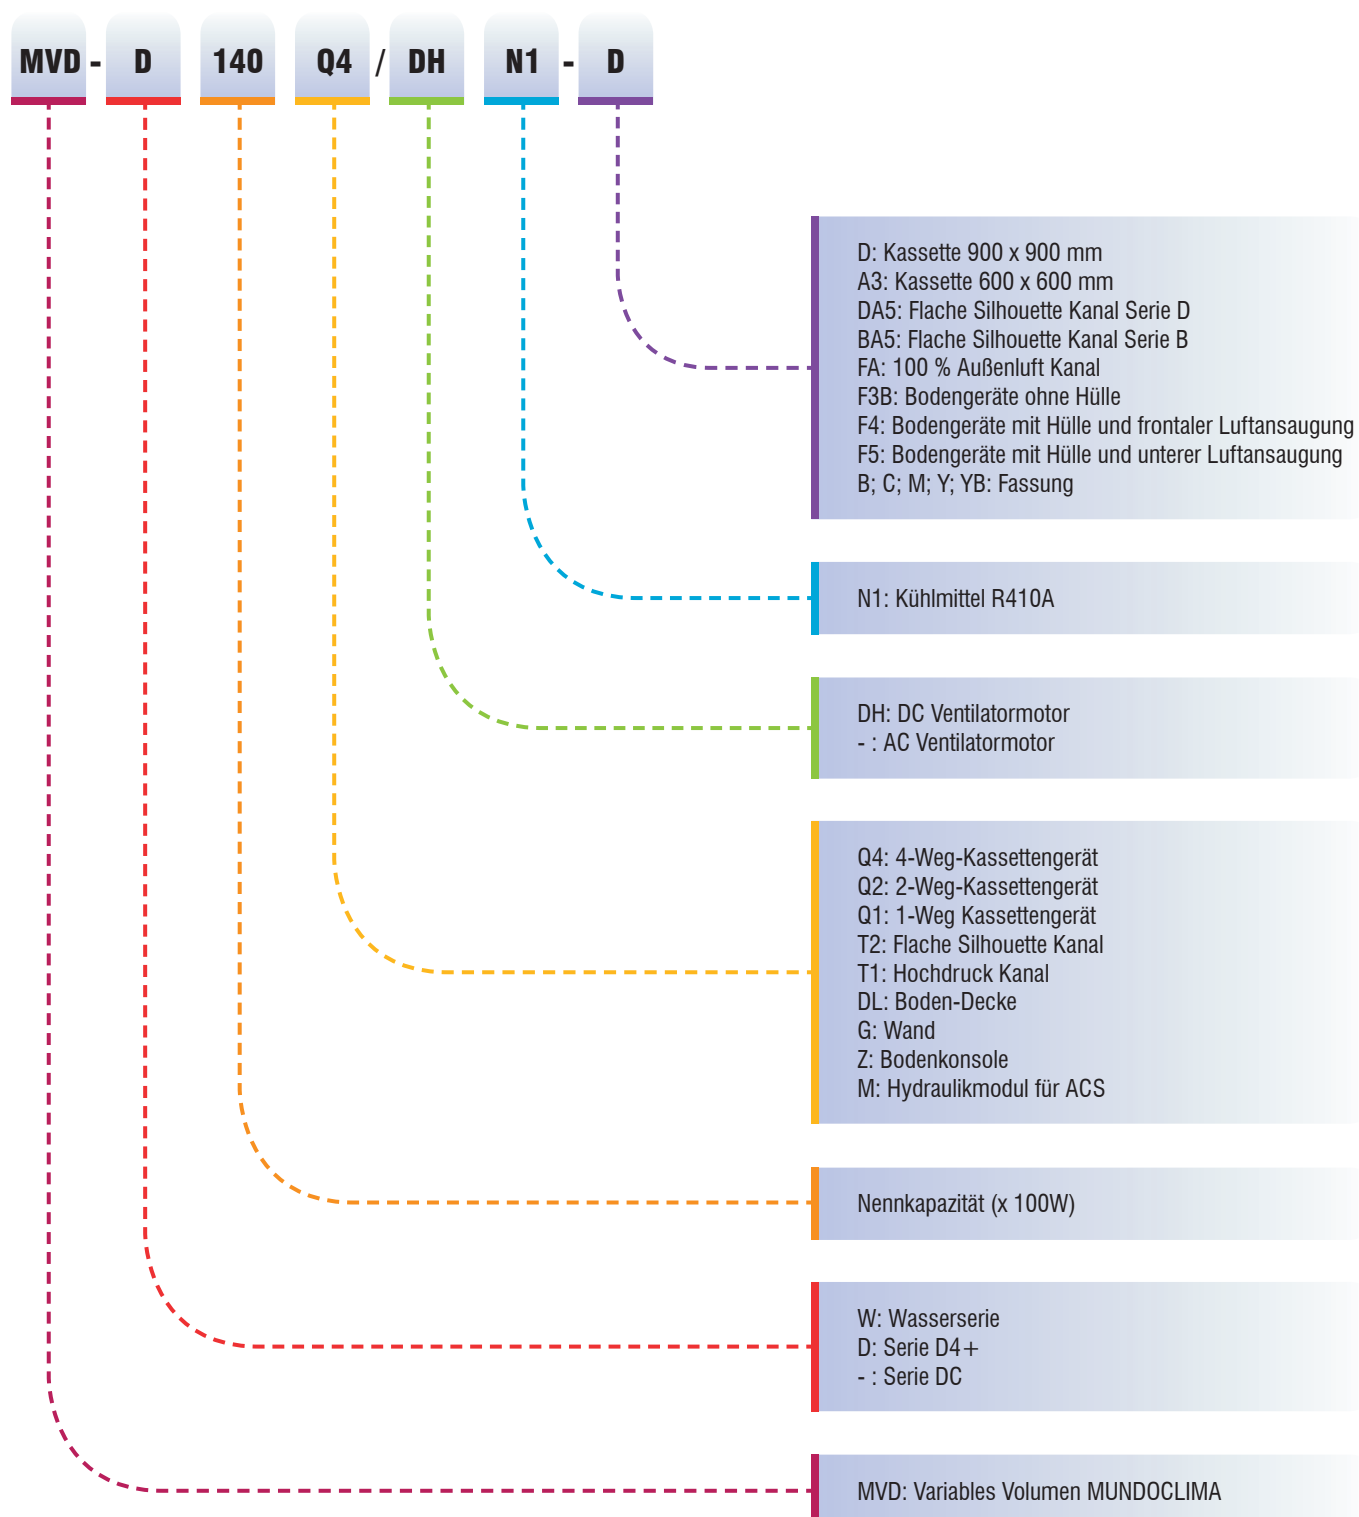 MVD - D 140 Q4 / DH N1 - D
D: Kassette 900 x 900 mm
A3: Kassette 600 x 600 mm
DA5: Flache Silhouette Kanal Serie D
BA5: Flache Silhouette Kanal Serie B
FA: 100 % Außenluft Kanal
F3B: Bodengeräte ohne Hülle
F4: Bodengeräte mit Hülle und frontaler Luftansaugung
F5: Bodengeräte mit Hülle und unterer Luftansaugung
B; C; M; Y; YB: Fassung
N1: Kühlmittel R410A
DH: DC Ventilatormotor
- : AC Ventilatormotor
Q4: 4-Weg-Kassettengerät
Q2: 2-Weg-Kassettengerät
Q1: 1-Weg Kassettengerät
T2: Flache Silhouette Kanal
T1: Hochdruck Kanal
DL: Boden-Decke
G: Wand
Z: Bodenkonsole
M: Hydraulikmodul für ACS
Nennkapazität (x 100W)
W: Wasserserie
D: Serie D4+
- : Serie DC
MVD: Variables Volumen MUNDOCLIMA